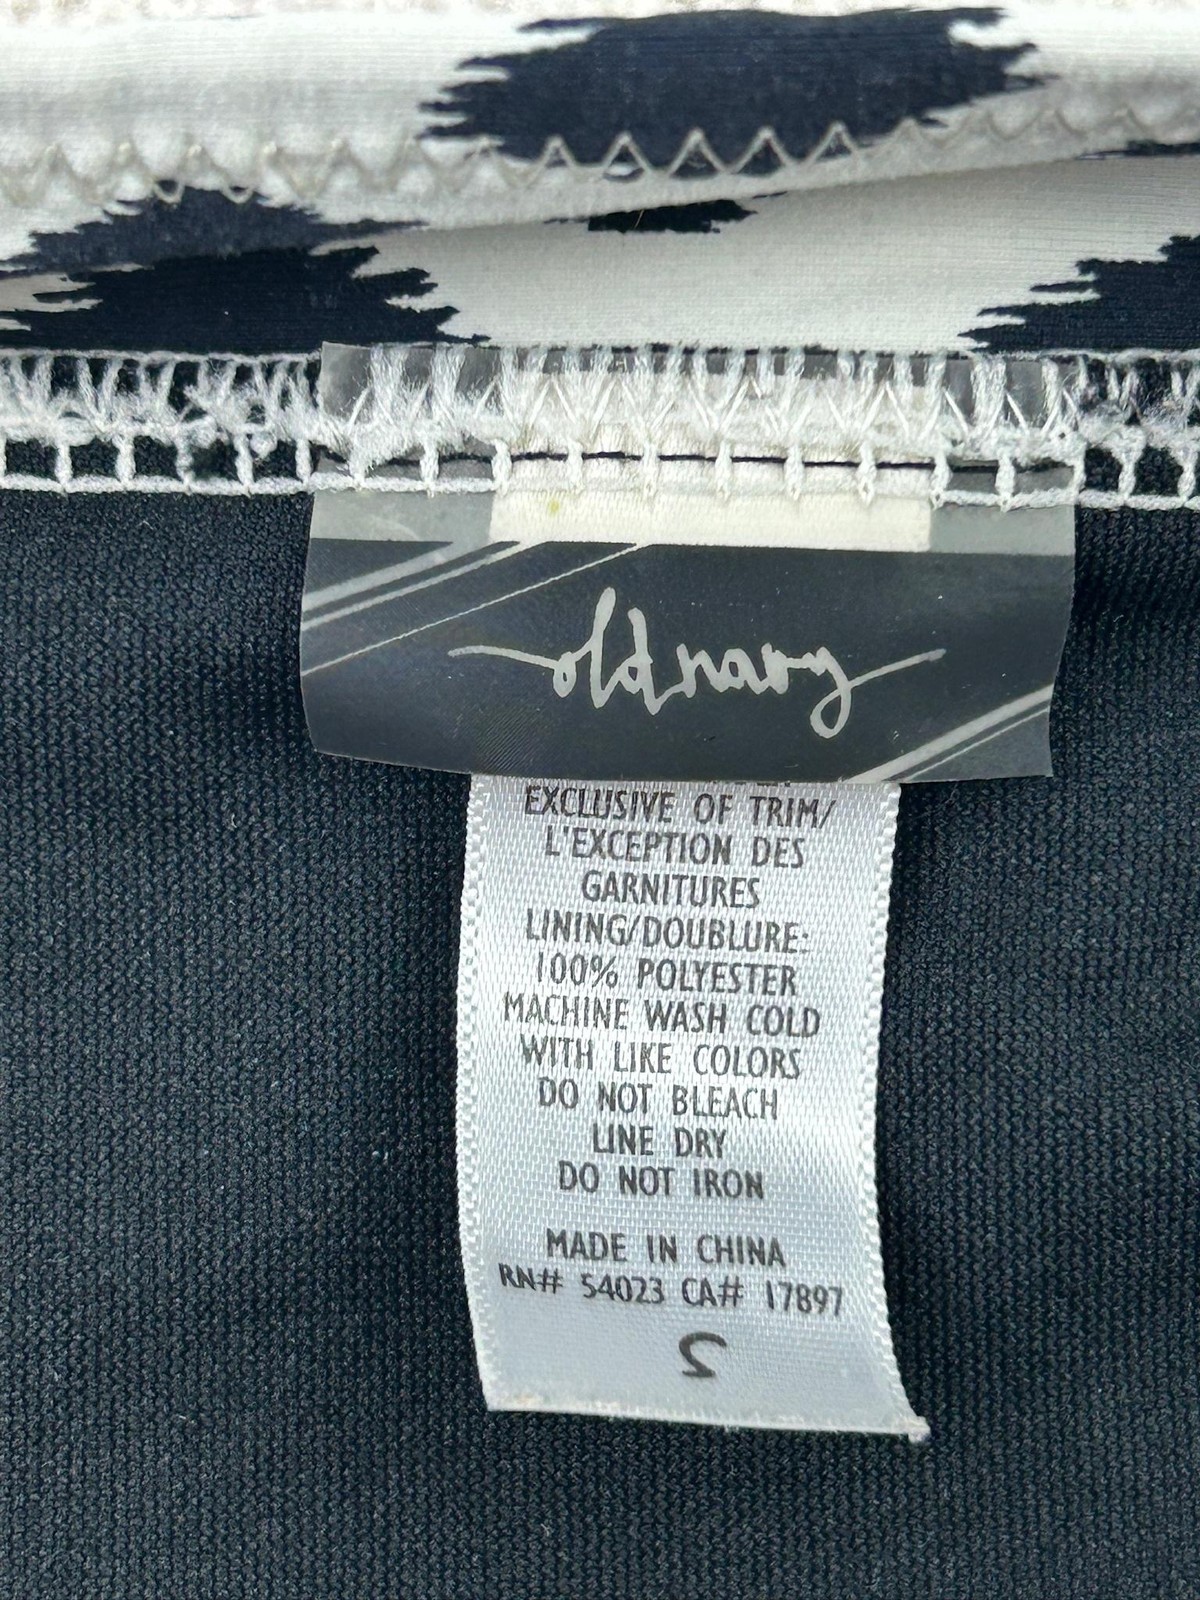 old navy
EXCLUSIVE OF TRIM/
L'EXCEPTION DES
GARNITURES
LINING/DOUBLURE:
100% POLYESTER
MACHINE WASH COLD
WITH LIKE COLORS
DO NOT BLEACH
LINE DRY
DO NOT IRON
MADE IN CHINA
RN# 54023 CA# 17897